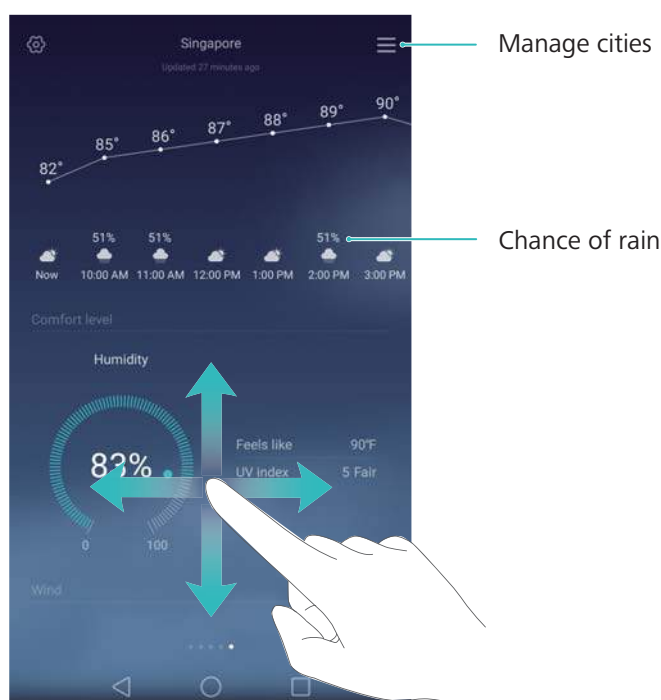 Singapore
Updated 27 minutes ago
Manage cities
82° 85° 86° 87° 88° 89° 90°
51% 51% 51%
Chance of rain
Now 10:00 AM 11:00 AM 12:00 PM 1:00 PM 2:00 PM 3:00 PM
Comfort level
Humidity
83%
0 100
Feels like 90°F
UV index 5 Fair
Wind